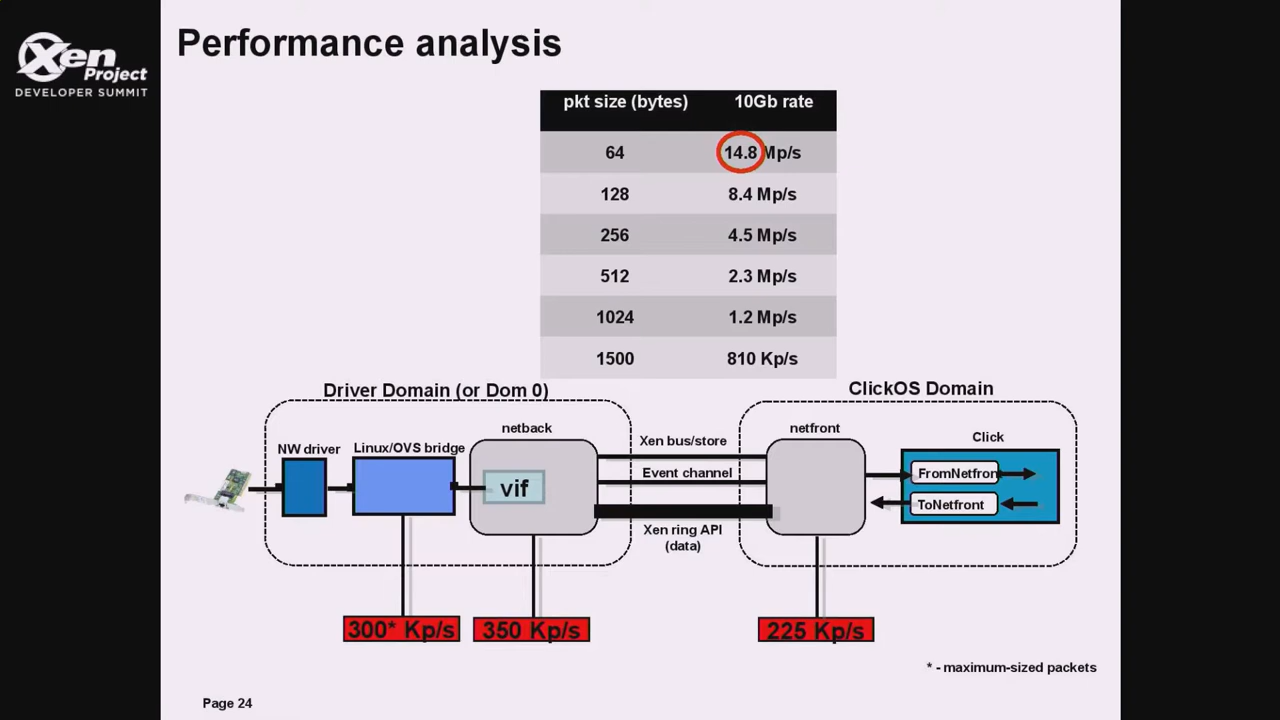 Xen
Project
DEVELOPER SUMMIT
Performance analysis
pkt size (bytes) 10Gb rate
64 14.8 Mp/s
128 8.4 Mp/s
256 4.5 Mp/s
512 2.3 Mp/s
1024 1.2 Mp/s
1500 810 Kp/s
Driver Domain (or Dom 0)
ClickOS Domain
netback
netfront
NW driver
Linux/OVS bridge
Xen bus/store
Click
vif
Event channel
FromNetfron
ToNetfront
Xen ring API
(data)
300* Kp/s
350 Kp/s
225 Kp/s
* - maximum-sized packets
Page 24